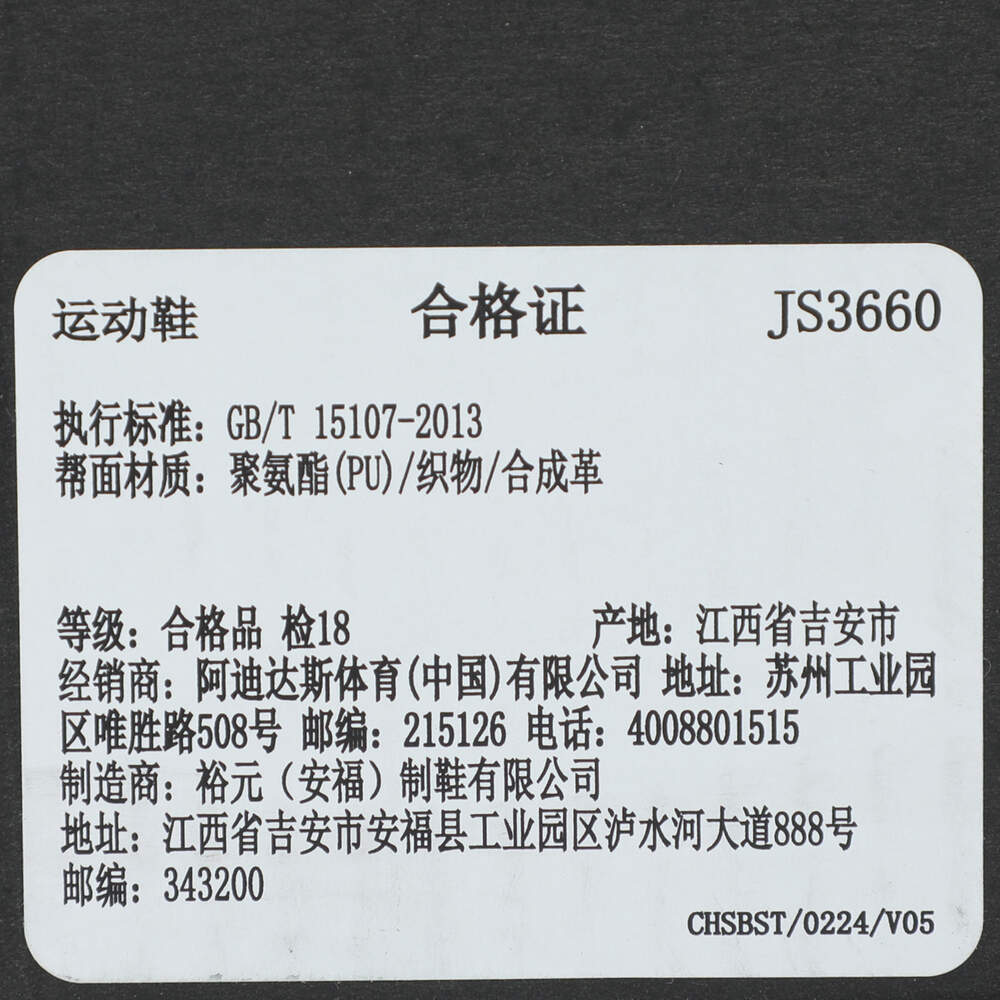 运动鞋 合格证 JS3660
执行标准：GB/T 15107-2013
帮面材质：聚氨酯(PU)/织物/合成革
等级：合格品 检18 产地：江西省吉安市
经销商：阿迪达斯体育(中国)有限公司 地址：苏州工业园
区唯胜路508号 邮编：215126 电话：4008801515
制造商：裕元（安福）制鞋有限公司
地址：江西省吉安市安福县工业园区泸水河大道888号
邮编：343200
CHSBST/0224/V05